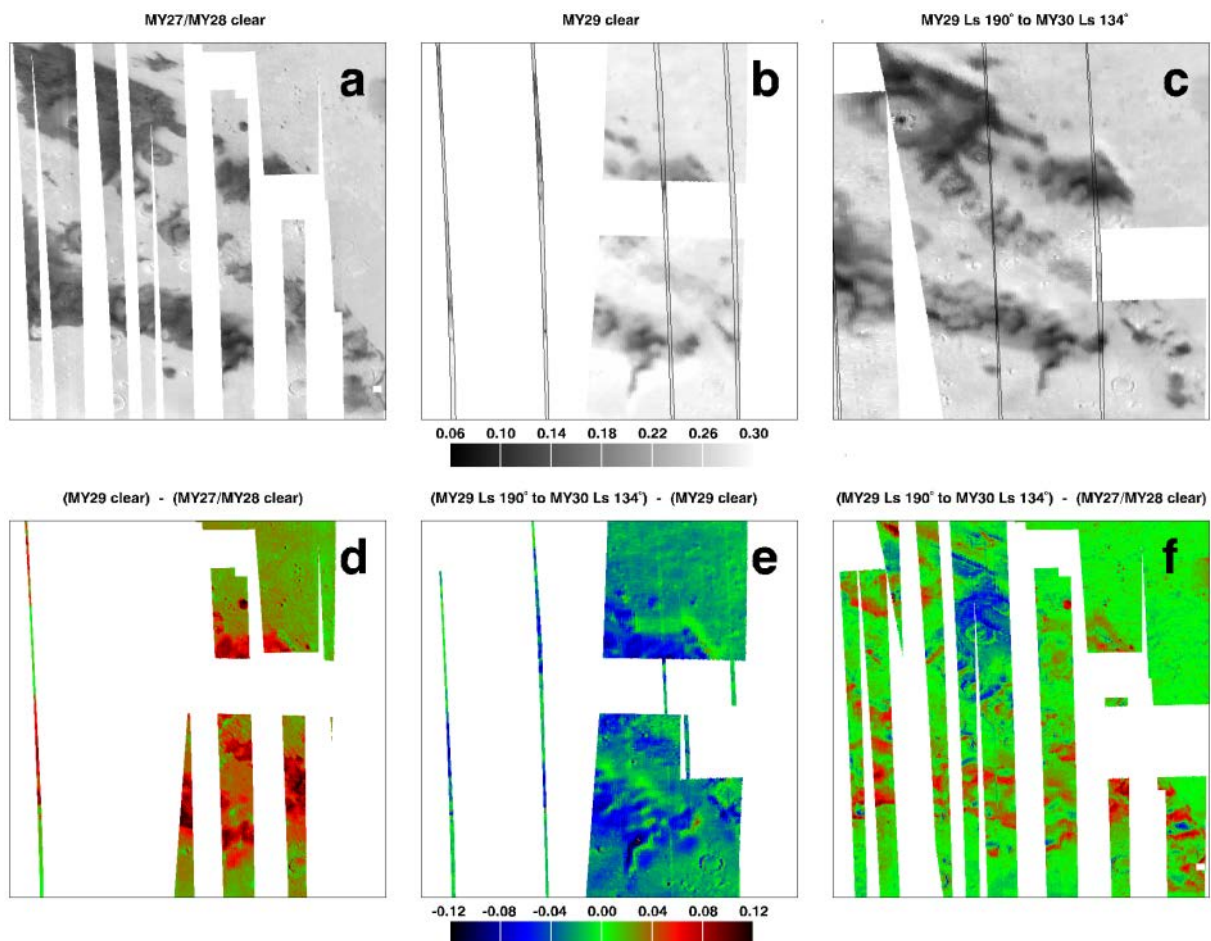 MY27/MY28 clear
MY29 clear
MY29 Ls 190° to MY30 Ls 134°
a
b
c
0.06 0.10 0.14 0.18 0.22 0.26 0.30
(MY29 clear) - (MY27/MY28 clear)
(MY29 Ls 190° to MY30 Ls 134°) - (MY29 clear)
(MY29 Ls 190° to MY30 Ls 134°) - (MY27/MY28 clear)
d
e
f
-0.12 -0.08 -0.04 0.00 0.04 0.08 0.12